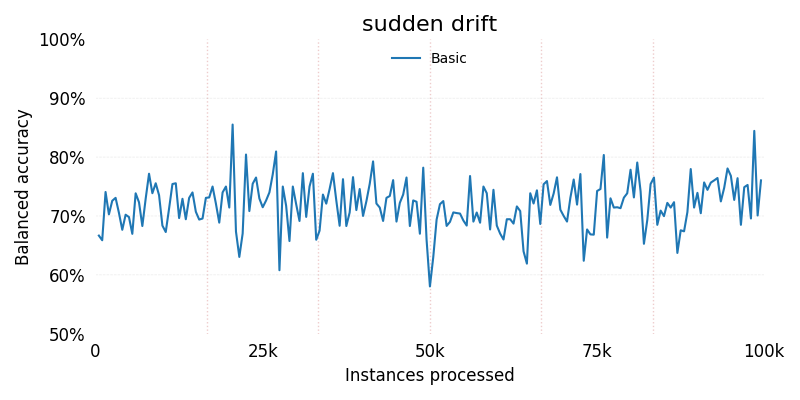 sudden drift
Basic
100%
90%
80%
70%
60%
50%
Balanced accuracy
0
25k
50k
75k
100k
Instances processed